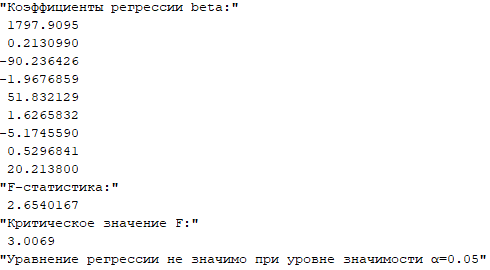 "Коэффициенты регрессии beta:"
1797.9095
0.2130990
-90.236426
-1.9676859
51.832129
1.6265832
-5.1745590
0.5296841
20.213800
"F-статистика:"
2.6540167
"Критическое значение F:"
3.0069
"Уравнение регрессии не значимо при уровне значимости α=0.05"